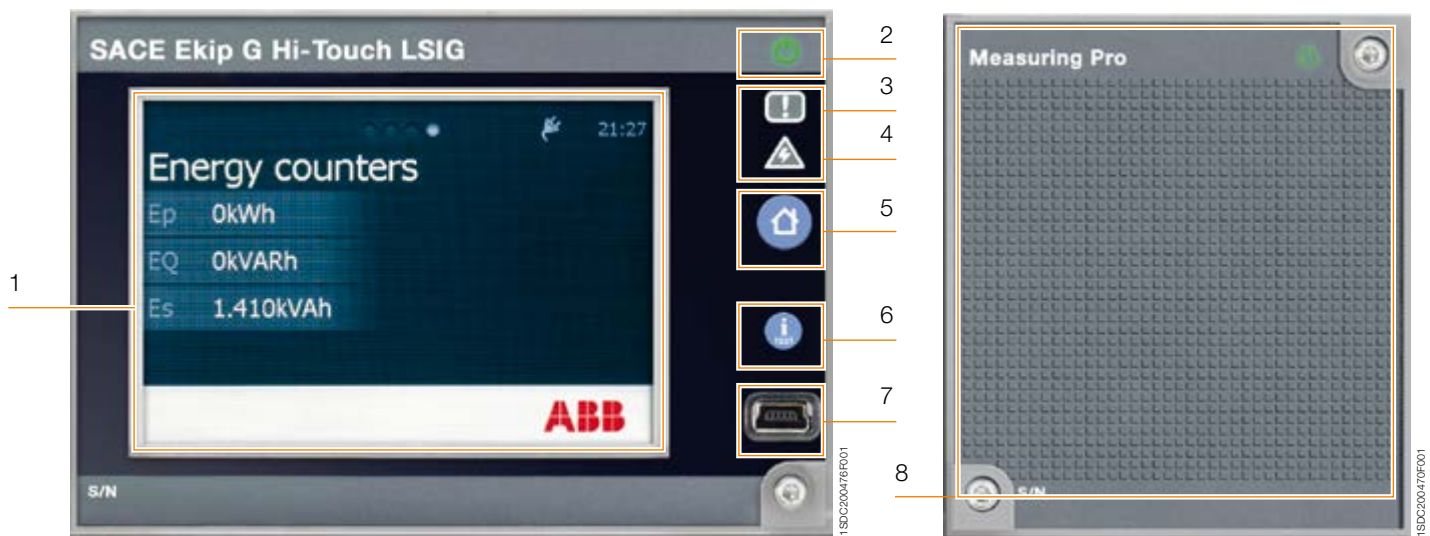 SACE Ekip G Hi-Touch LSIG
21:27
Energy counters
Ep 0kWh
EQ 0kVARh
Es 1.410kVAh
ABB
S/N
1
2
3
!
4
5
6
i
TEST
7
8
1SDC200476F001
Measuring Pro
S/N
1SDC200470F001